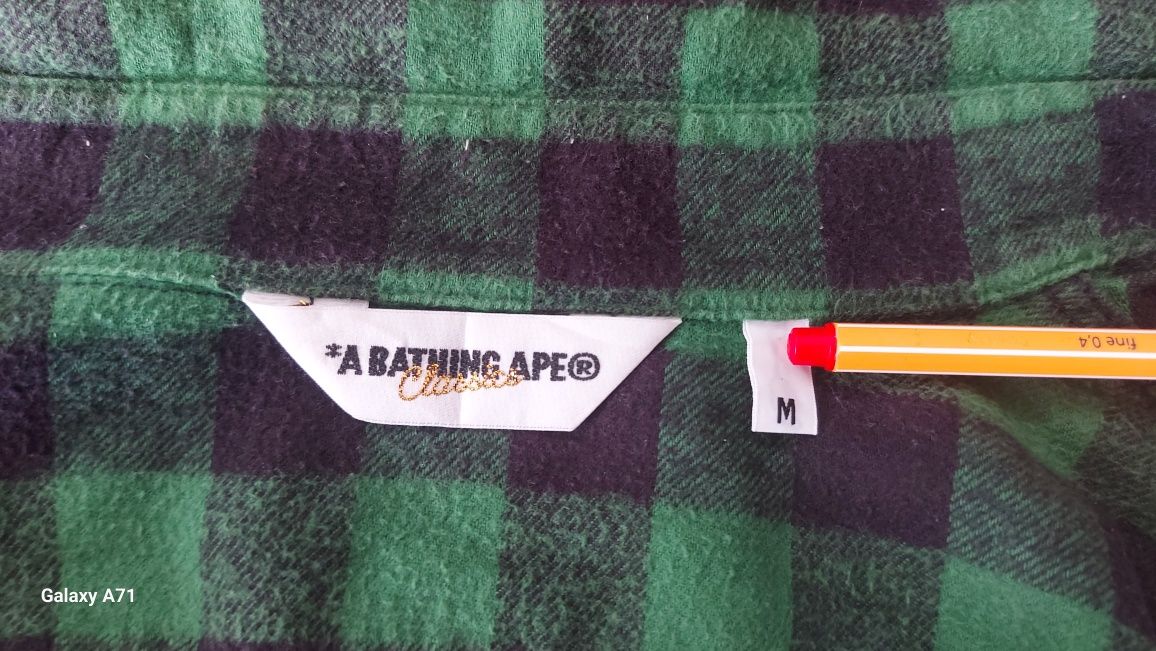 *A BATHING APE®
Classics
M
fine 0,4
Galaxy A71